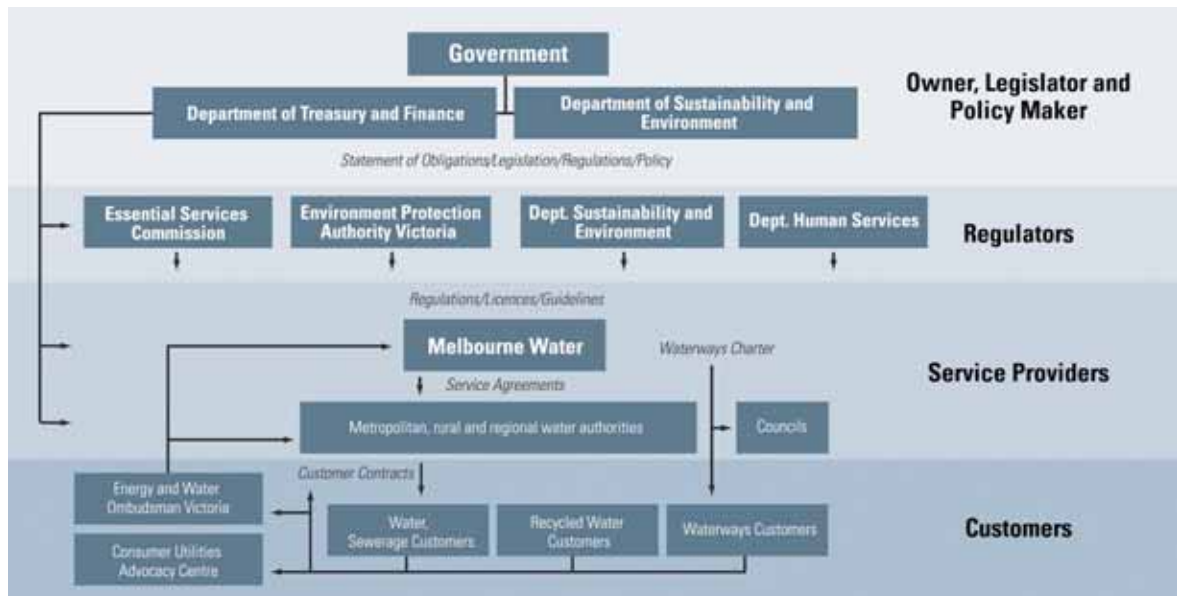 Government
Owner, Legislator and
Policy Maker
Department of Treasury and Finance
Department of Sustainability and
Environment
Statement of Obligations/Legislation/Regulations/Policy
Essential Services
Commission
Environment Protection
Authority Victoria
Dept. Sustainability and
Environment
Dept. Human Services
Regulators
Regulations/Licences/Guidelines
Melbourne Water
Waterways Charter
Service Providers
Service Agreements
Metropolitan, rural and regional water authorities
Councils
Customer Contracts
Energy and Water
Ombudsman Victoria
Water,
Sewerage Customers
Recycled Water
Customers
Waterways Customers
Customers
Consumer Utilities
Advocacy Centre